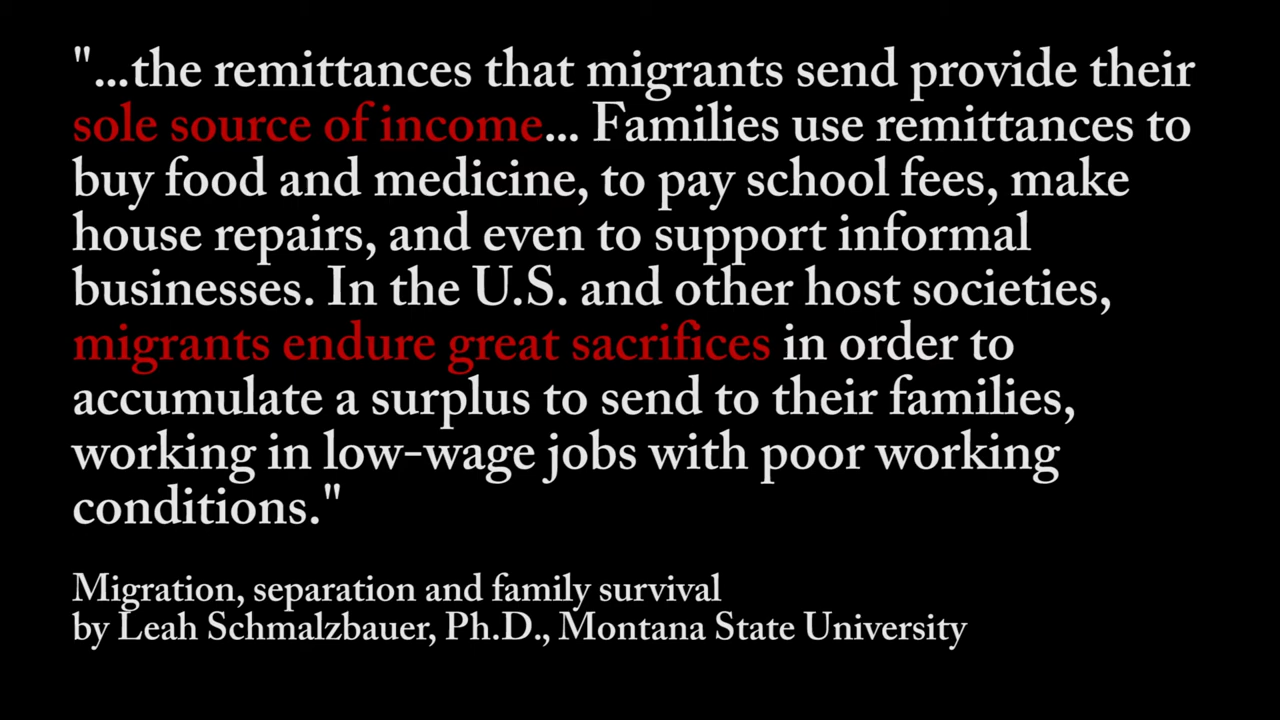 "...the remittances that migrants send provide their
sole source of income... Families use remittances to
buy food and medicine, to pay school fees, make
house repairs, and even to support informal
businesses. In the U.S. and other host societies,
migrants endure great sacrifices in order to
accumulate a surplus to send to their families,
working in low-wage jobs with poor working
conditions."
Migration, separation and family survival
by Leah Schmalzbauer, Ph.D., Montana State University